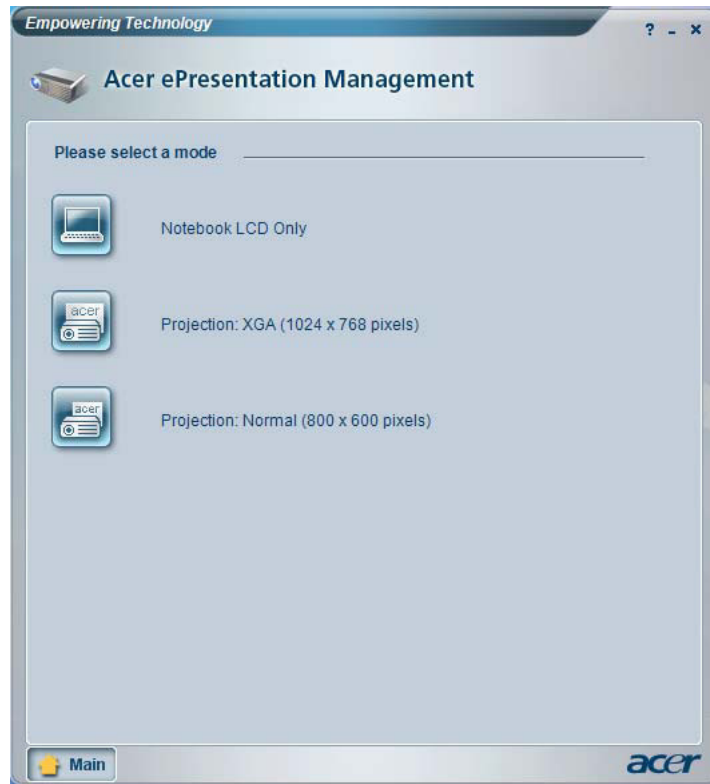 Empowering Technology
? - ×
Acer ePresentation Management
Please select a mode
Notebook LCD Only
acer
Projection: XGA (1024 x 768 pixels)
acer
Projection: Normal (800 x 600 pixels)
Main
acer